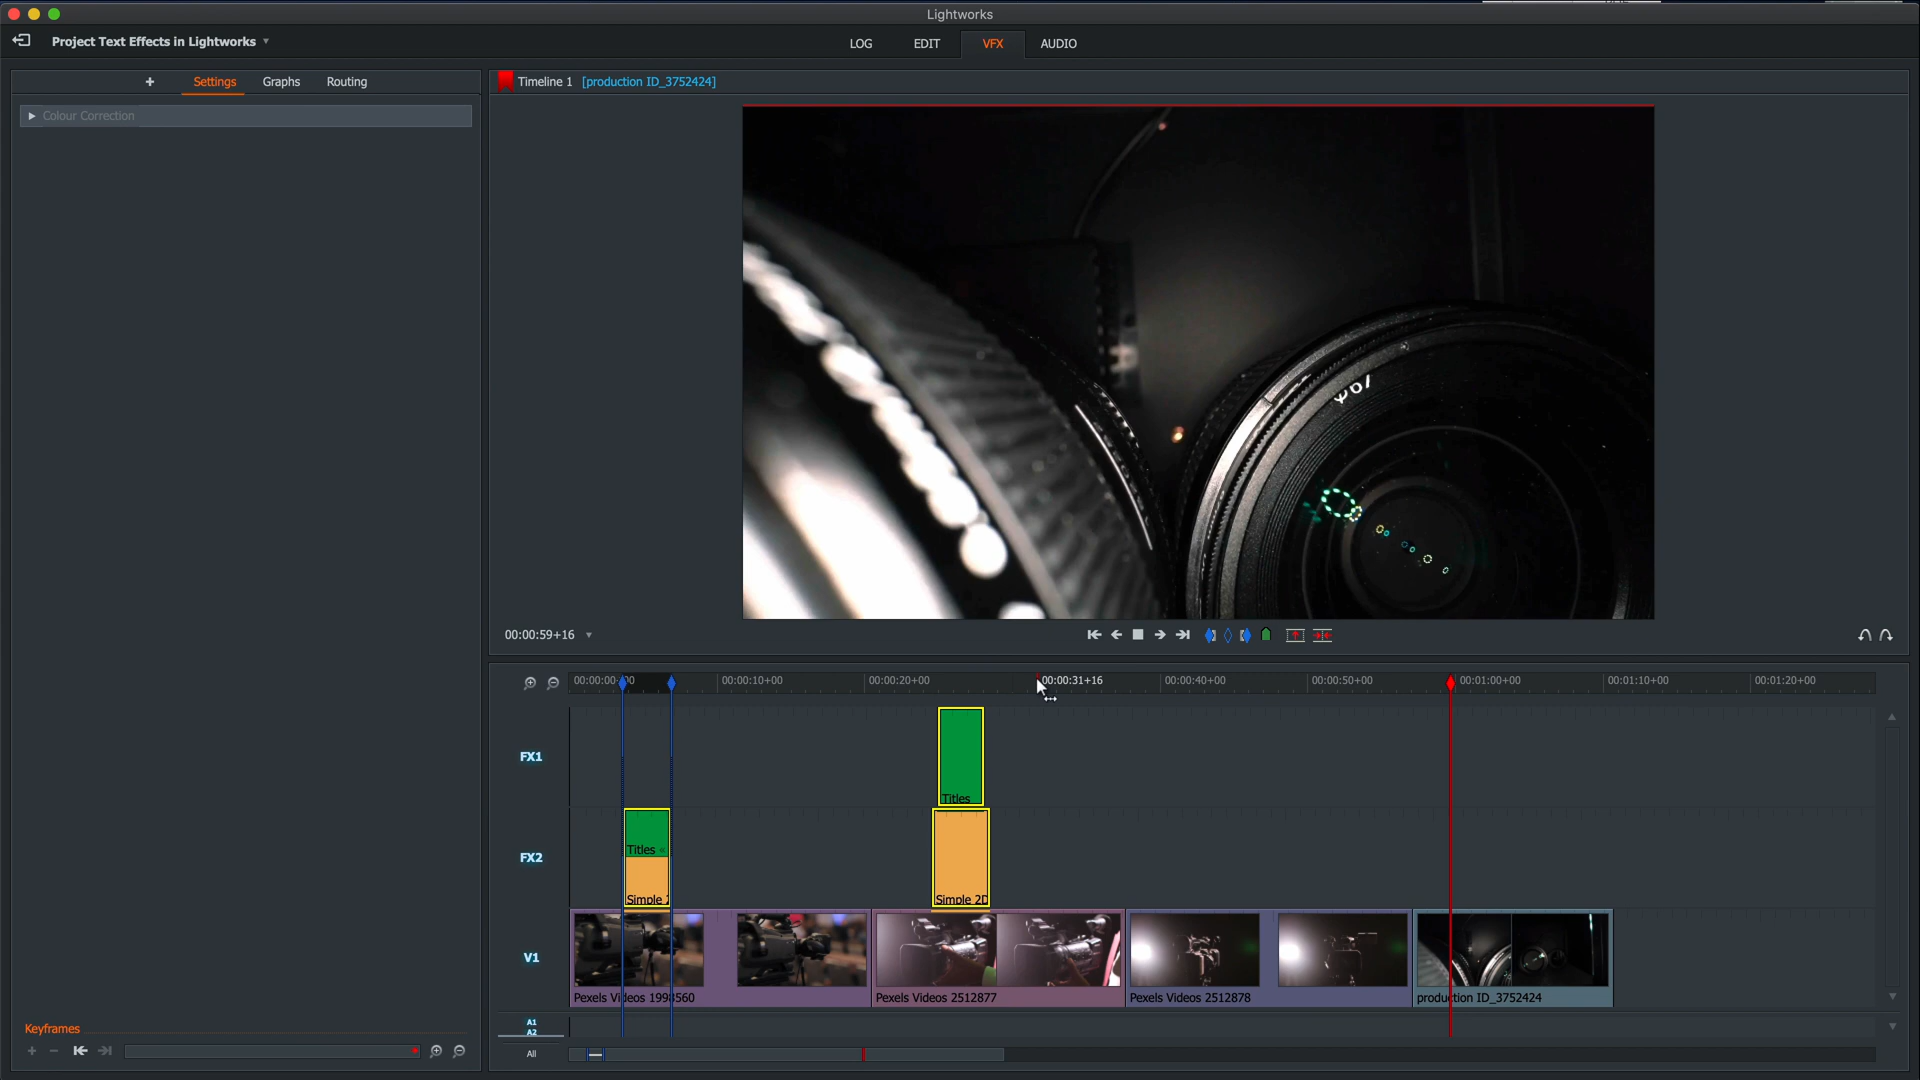 Lightworks
Project Text Effects in Lightworks
LOG EDIT VFX AUDIO
+ Settings Graphs Routing
Timeline 1 [production ID_3752424]
Colour Correction
Φ67
00:00:59+16
00:00:00+00 00:00:10+00 00:00:20+00 00:00:31+16 00:00:40+00 00:00:50+00 00:01:00+00 00:01:10+00 00:01:20+00
FX1
Titles
FX2
Titles
Simple Simple 2D
V1
Pexels Videos 1998560 Pexels Videos 2512877 Pexels Videos 2512878 production ID_3752424
A1
A2
All
Keyframes